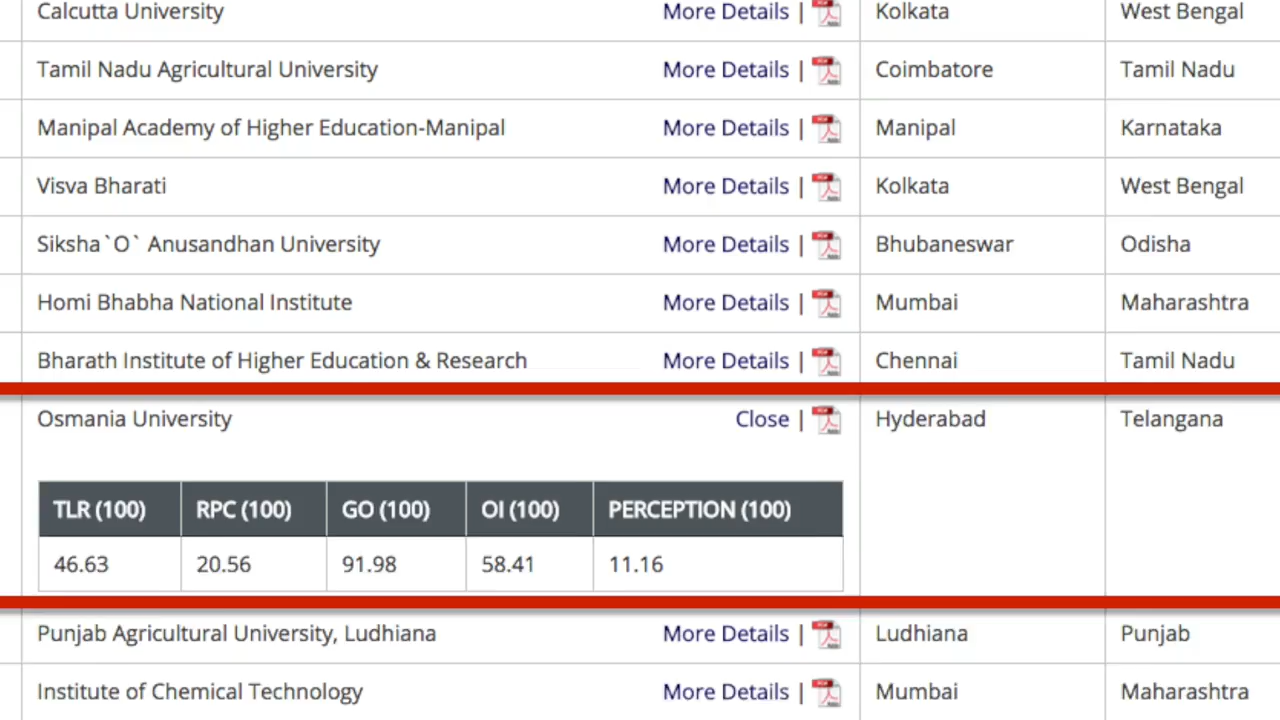 Calcutta University More Details | Kolkata West Bengal
Tamil Nadu Agricultural University More Details | Coimbatore Tamil Nadu
Manipal Academy of Higher Education-Manipal More Details | Manipal Karnataka
Visva Bharati More Details | Kolkata West Bengal
Siksha `O` Anusandhan University More Details | Bhubaneswar Odisha
Homi Bhabha National Institute More Details | Mumbai Maharashtra
Bharath Institute of Higher Education & Research More Details | Chennai Tamil Nadu
Osmania University Close | Hyderabad Telangana
TLR (100) RPC (100) GO (100) OI (100) PERCEPTION (100)
46.63 20.56 91.98 58.41 11.16
Punjab Agricultural University, Ludhiana More Details | Ludhiana Punjab
Institute of Chemical Technology More Details | Mumbai Maharashtra